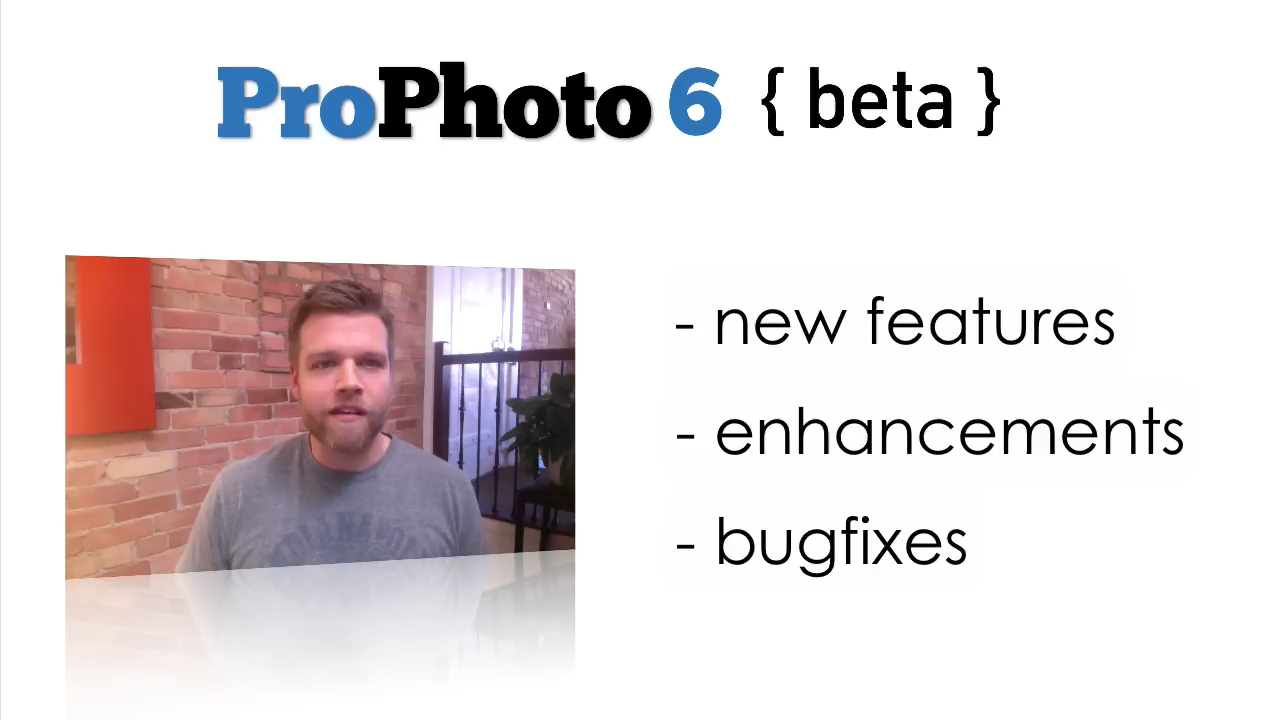 ProPhoto 6 { beta }
- new features
- enhancements
- bugfixes